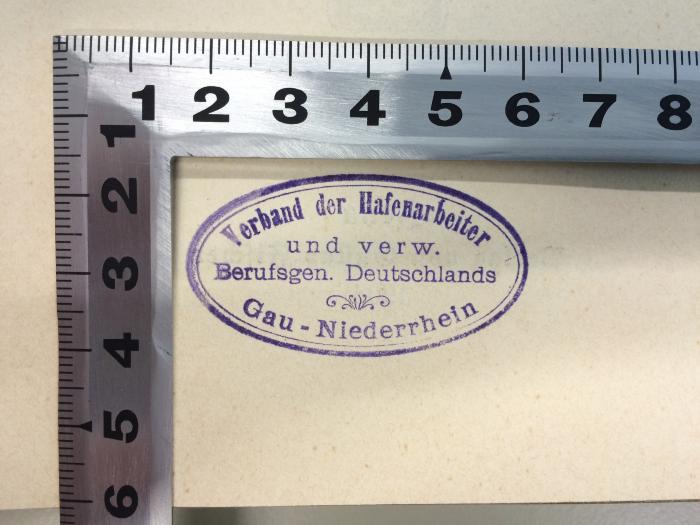 1 2 3 4 5 6 7 8
1
2
3
4
5
6
Verband der Hafenarbeiter
und verw.
Berufsgen. Deutschlands
Gau - Niederrhein